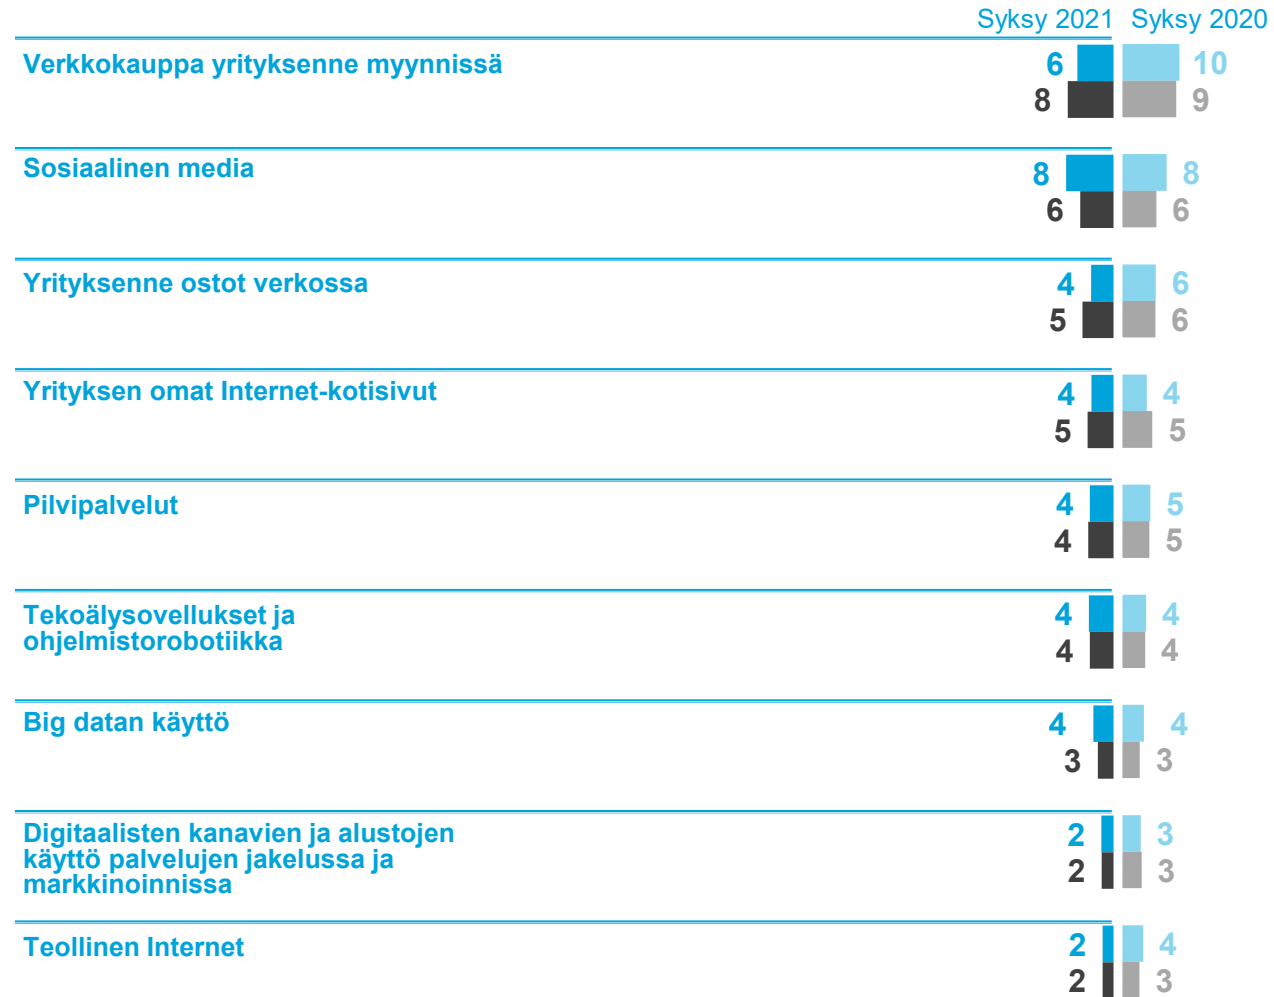 Syksy 2021 Syksy 2020
Verkkokauppa yrityksenne myynnissä
6 10
8 9
Sosiaalinen media
8 8
6 6
Yrityksenne ostot verkossa
4 6
5 6
Yrityksen omat Internet-kotisivut
4 4
5 5
Pilvipalvelut
4 5
4 5
Tekoälysovellukset ja
ohjelmistorobotiikka
4 4
4 4
Big datan käyttö
4 4
3 3
Digitaalisten kanavien ja alustojen
käyttö palvelujen jakelussa ja
markkinoinnissa
2 3
2 3
Teollinen Internet
2 4
2 3